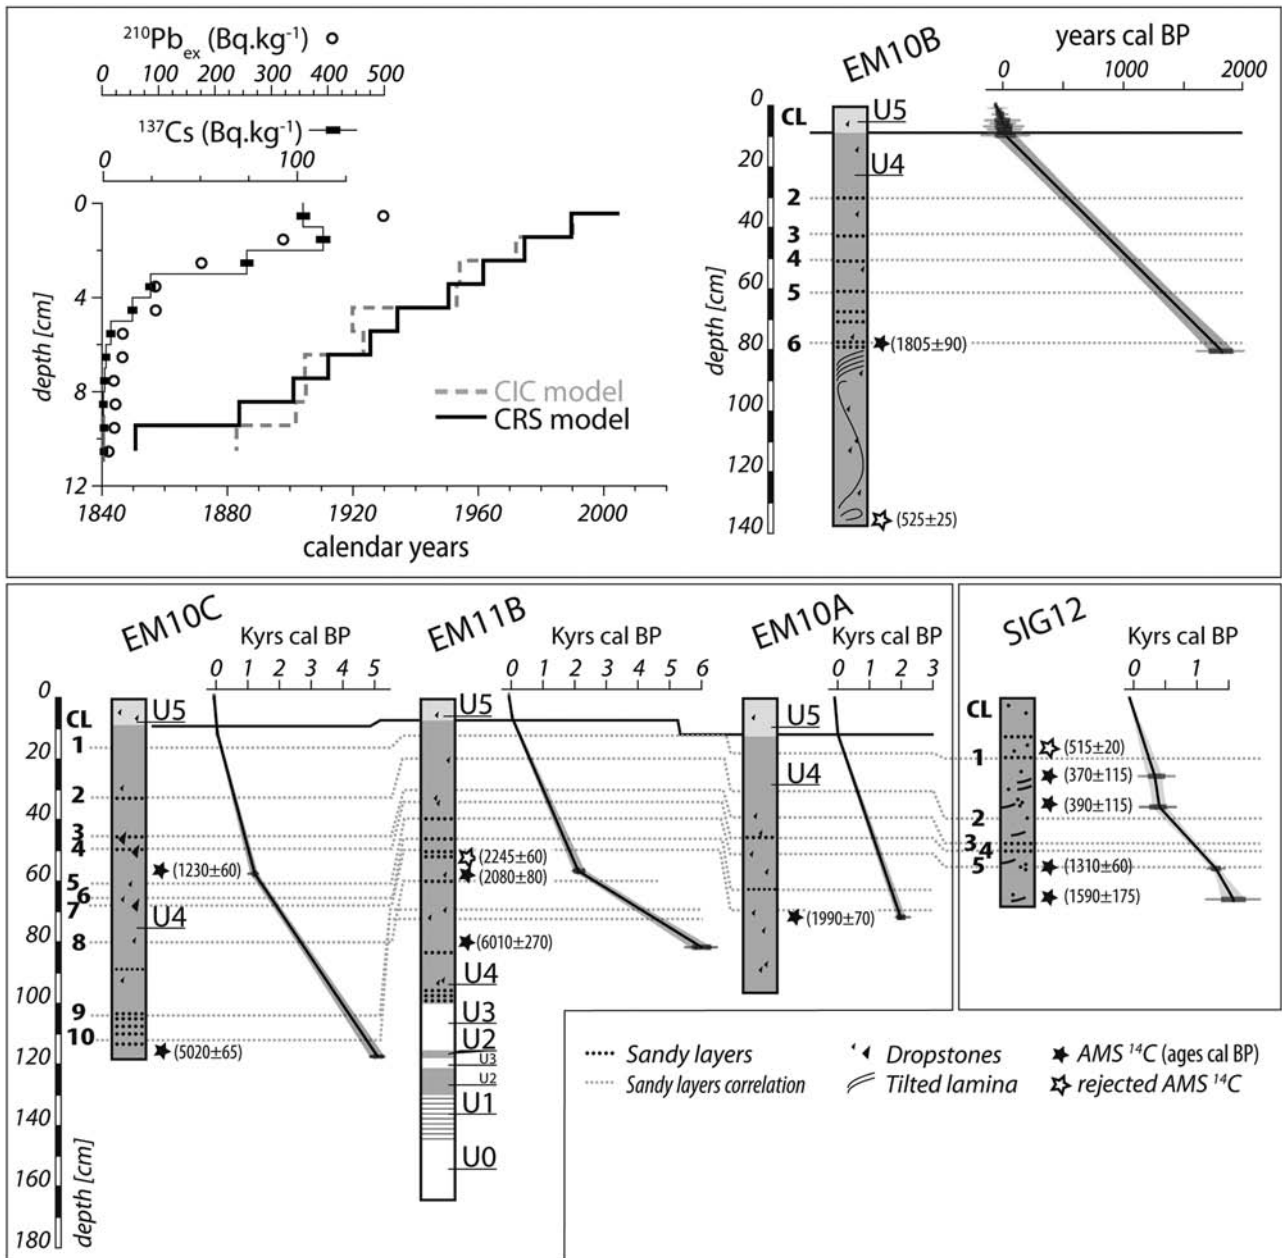 ²¹⁰Pbₑₓ (Bq.kg⁻¹)
0 100 200 300 400 500
¹³⁷Cs (Bq.kg⁻¹)
0 100
0
4
8
12
depth [cm]
CIC model
CRS model
1840 1880 1920 1960 2000
calendar years
EM10B
years cal BP
0 1000 2000
0
20
40
60
80
100
120
140
depth [cm]
CL
2
3
4
5
6
U5
U4
(1805±90)
(525±25)
EM10C
Kyrs cal BP
0 1 2 3 4 5
EM11B
Kyrs cal BP
0 1 2 3 4 5 6
EM10A
Kyrs cal BP
0 1 2 3
SIG12
Kyrs cal BP
0 1
0
20
40
60
80
100
120
140
160
180
depth [cm]
CL
1
2
3
4
5
6
7
8
9
10
U5
U4
(1230±60)
(5020±65)
U5
(2245±60)
(2080±80)
(6010±270)
U4
U3
U2
U3
U2
U1
U0
U5
U4
(1990±70)
CL
1
2
3
4
5
(515±20)
(370±115)
(390±115)
(1310±60)
(1590±175)
Sandy layers
Sandy layers correlation
Dropstones
Tilted lamina
AMS ¹⁴C (ages cal BP)
rejected AMS ¹⁴C